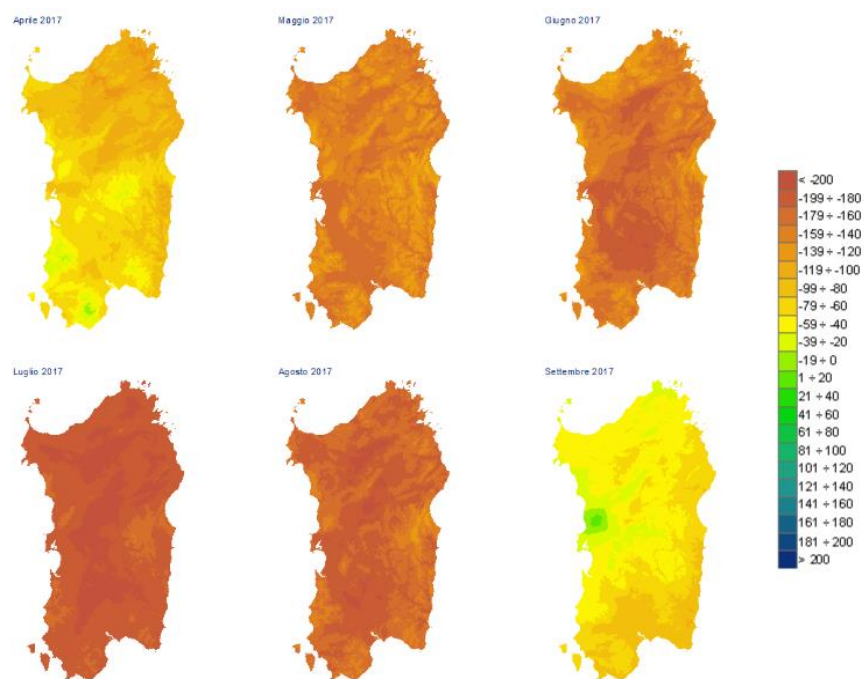 Aprile 2017
Maggio 2017
Giugno 2017
Luglio 2017
Agosto 2017
Settembre 2017
< -200
-199 ÷ -180
-179 ÷ -160
-159 ÷ -140
-139 ÷ -120
-119 ÷ -100
-99 ÷ -80
-79 ÷ -60
-59 ÷ -40
-39 ÷ -20
-19 ÷ 0
1 ÷ 20
21 ÷ 40
41 ÷ 60
61 ÷ 80
81 ÷ 100
101 ÷ 120
121 ÷ 140
141 ÷ 160
161 ÷ 180
181 ÷ 200
> 200